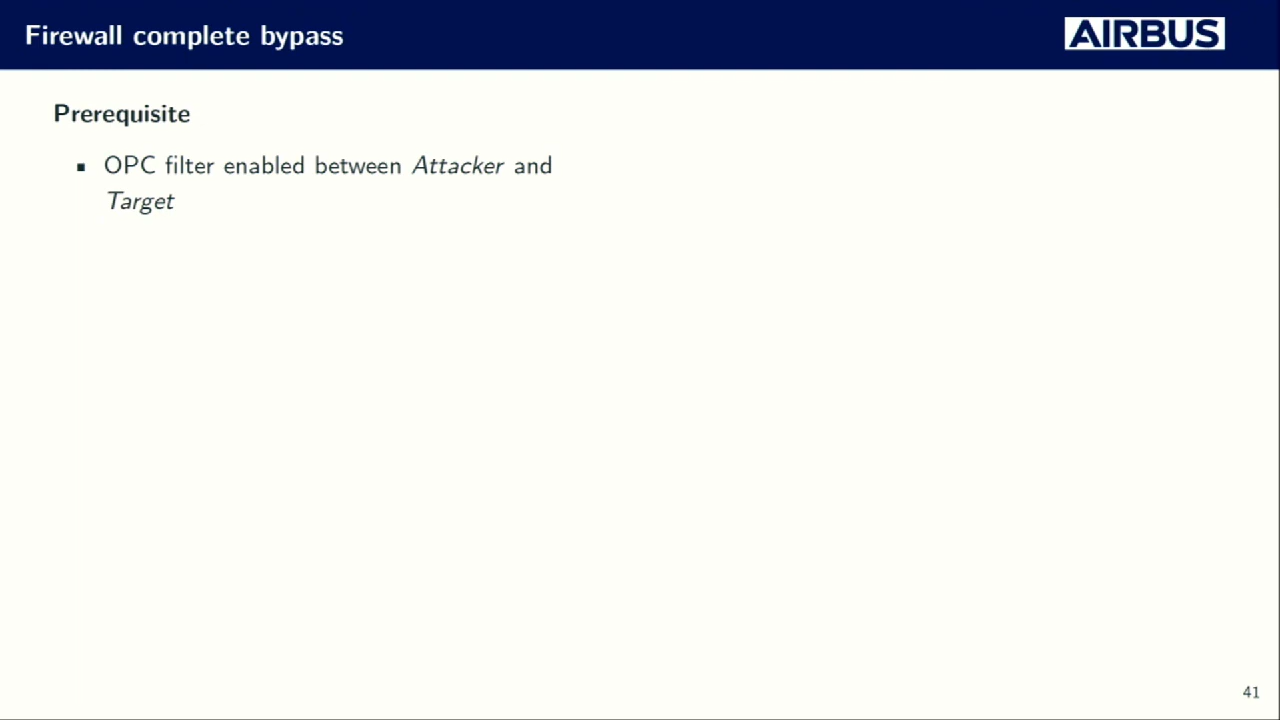 Firewall complete bypass
AIRBUS
Prerequisite
▪ OPC filter enabled between Attacker and
Target
41